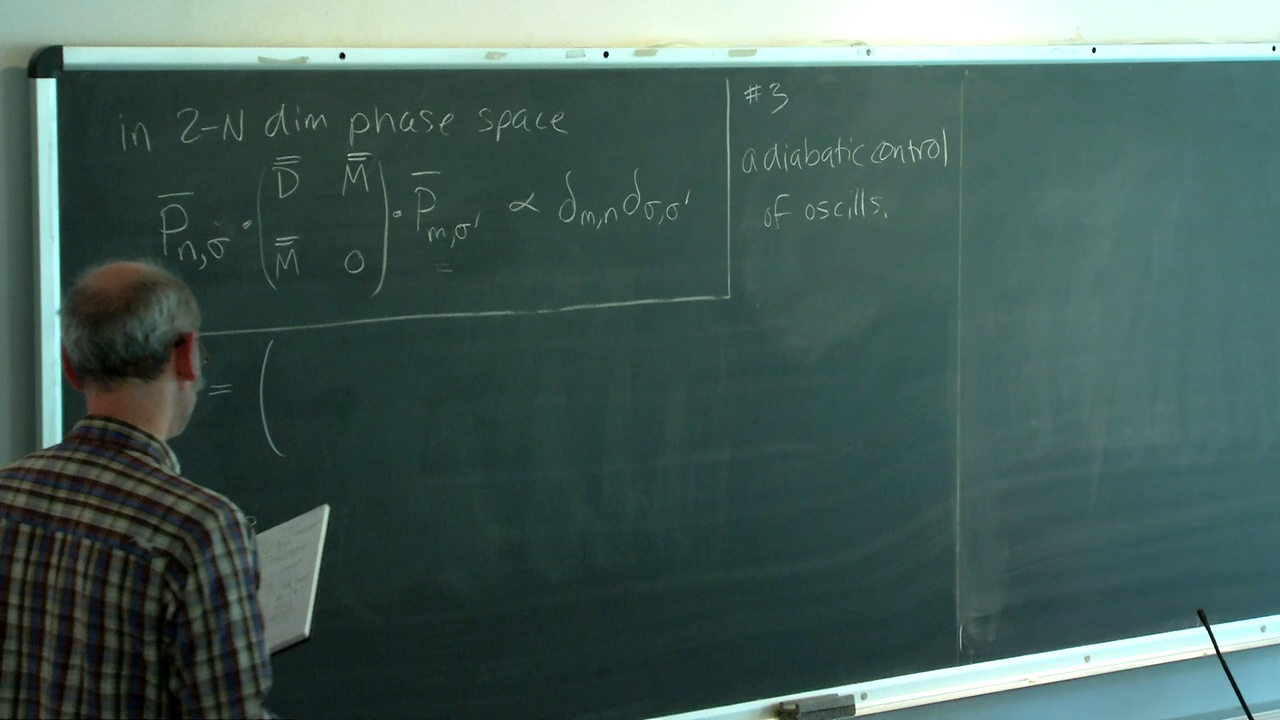 in 2-N dim phase space
P̅n,σ · ( D̿ M̿ ; M̿ 0 ) · P̅m,σ' ∝ δm,n δσ,σ'
= (
#3
adiabatic control
of oscills.